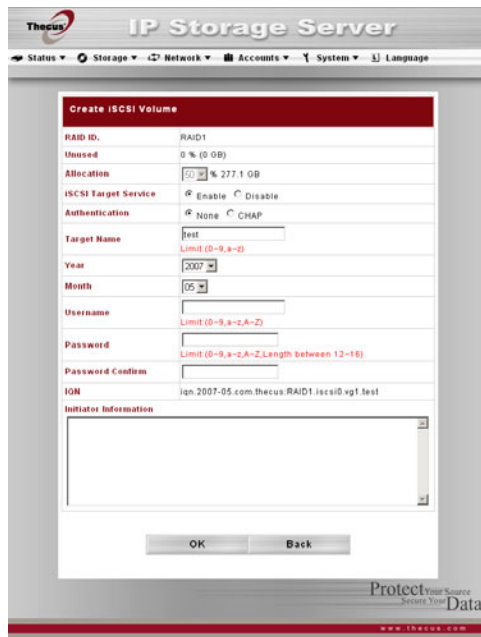 Thecus
IP Storage Server
Status Storage Network Accounts System Language
Create iSCSI Volume
RAID ID. RAID1
Unused 0 % (0 GB)
Allocation 50 % 277.1 GB
iSCSI Target Service Enable Disable
Authentication None CHAP
Target Name test
Limit:(0~9,a~z)
Year 2007
Month 05
Username
Limit:(0~9,a~z,A~Z)
Password
Limit:(0~9,a~z,A~Z,Length between 12~16)
Password Confirm
IQN iqn.2007-05.com.thecus:RAID1.iscsi0.vg1.test
Initiator Information
OK Back
Protect Your Source
Secure Your Data
www.thecus.com